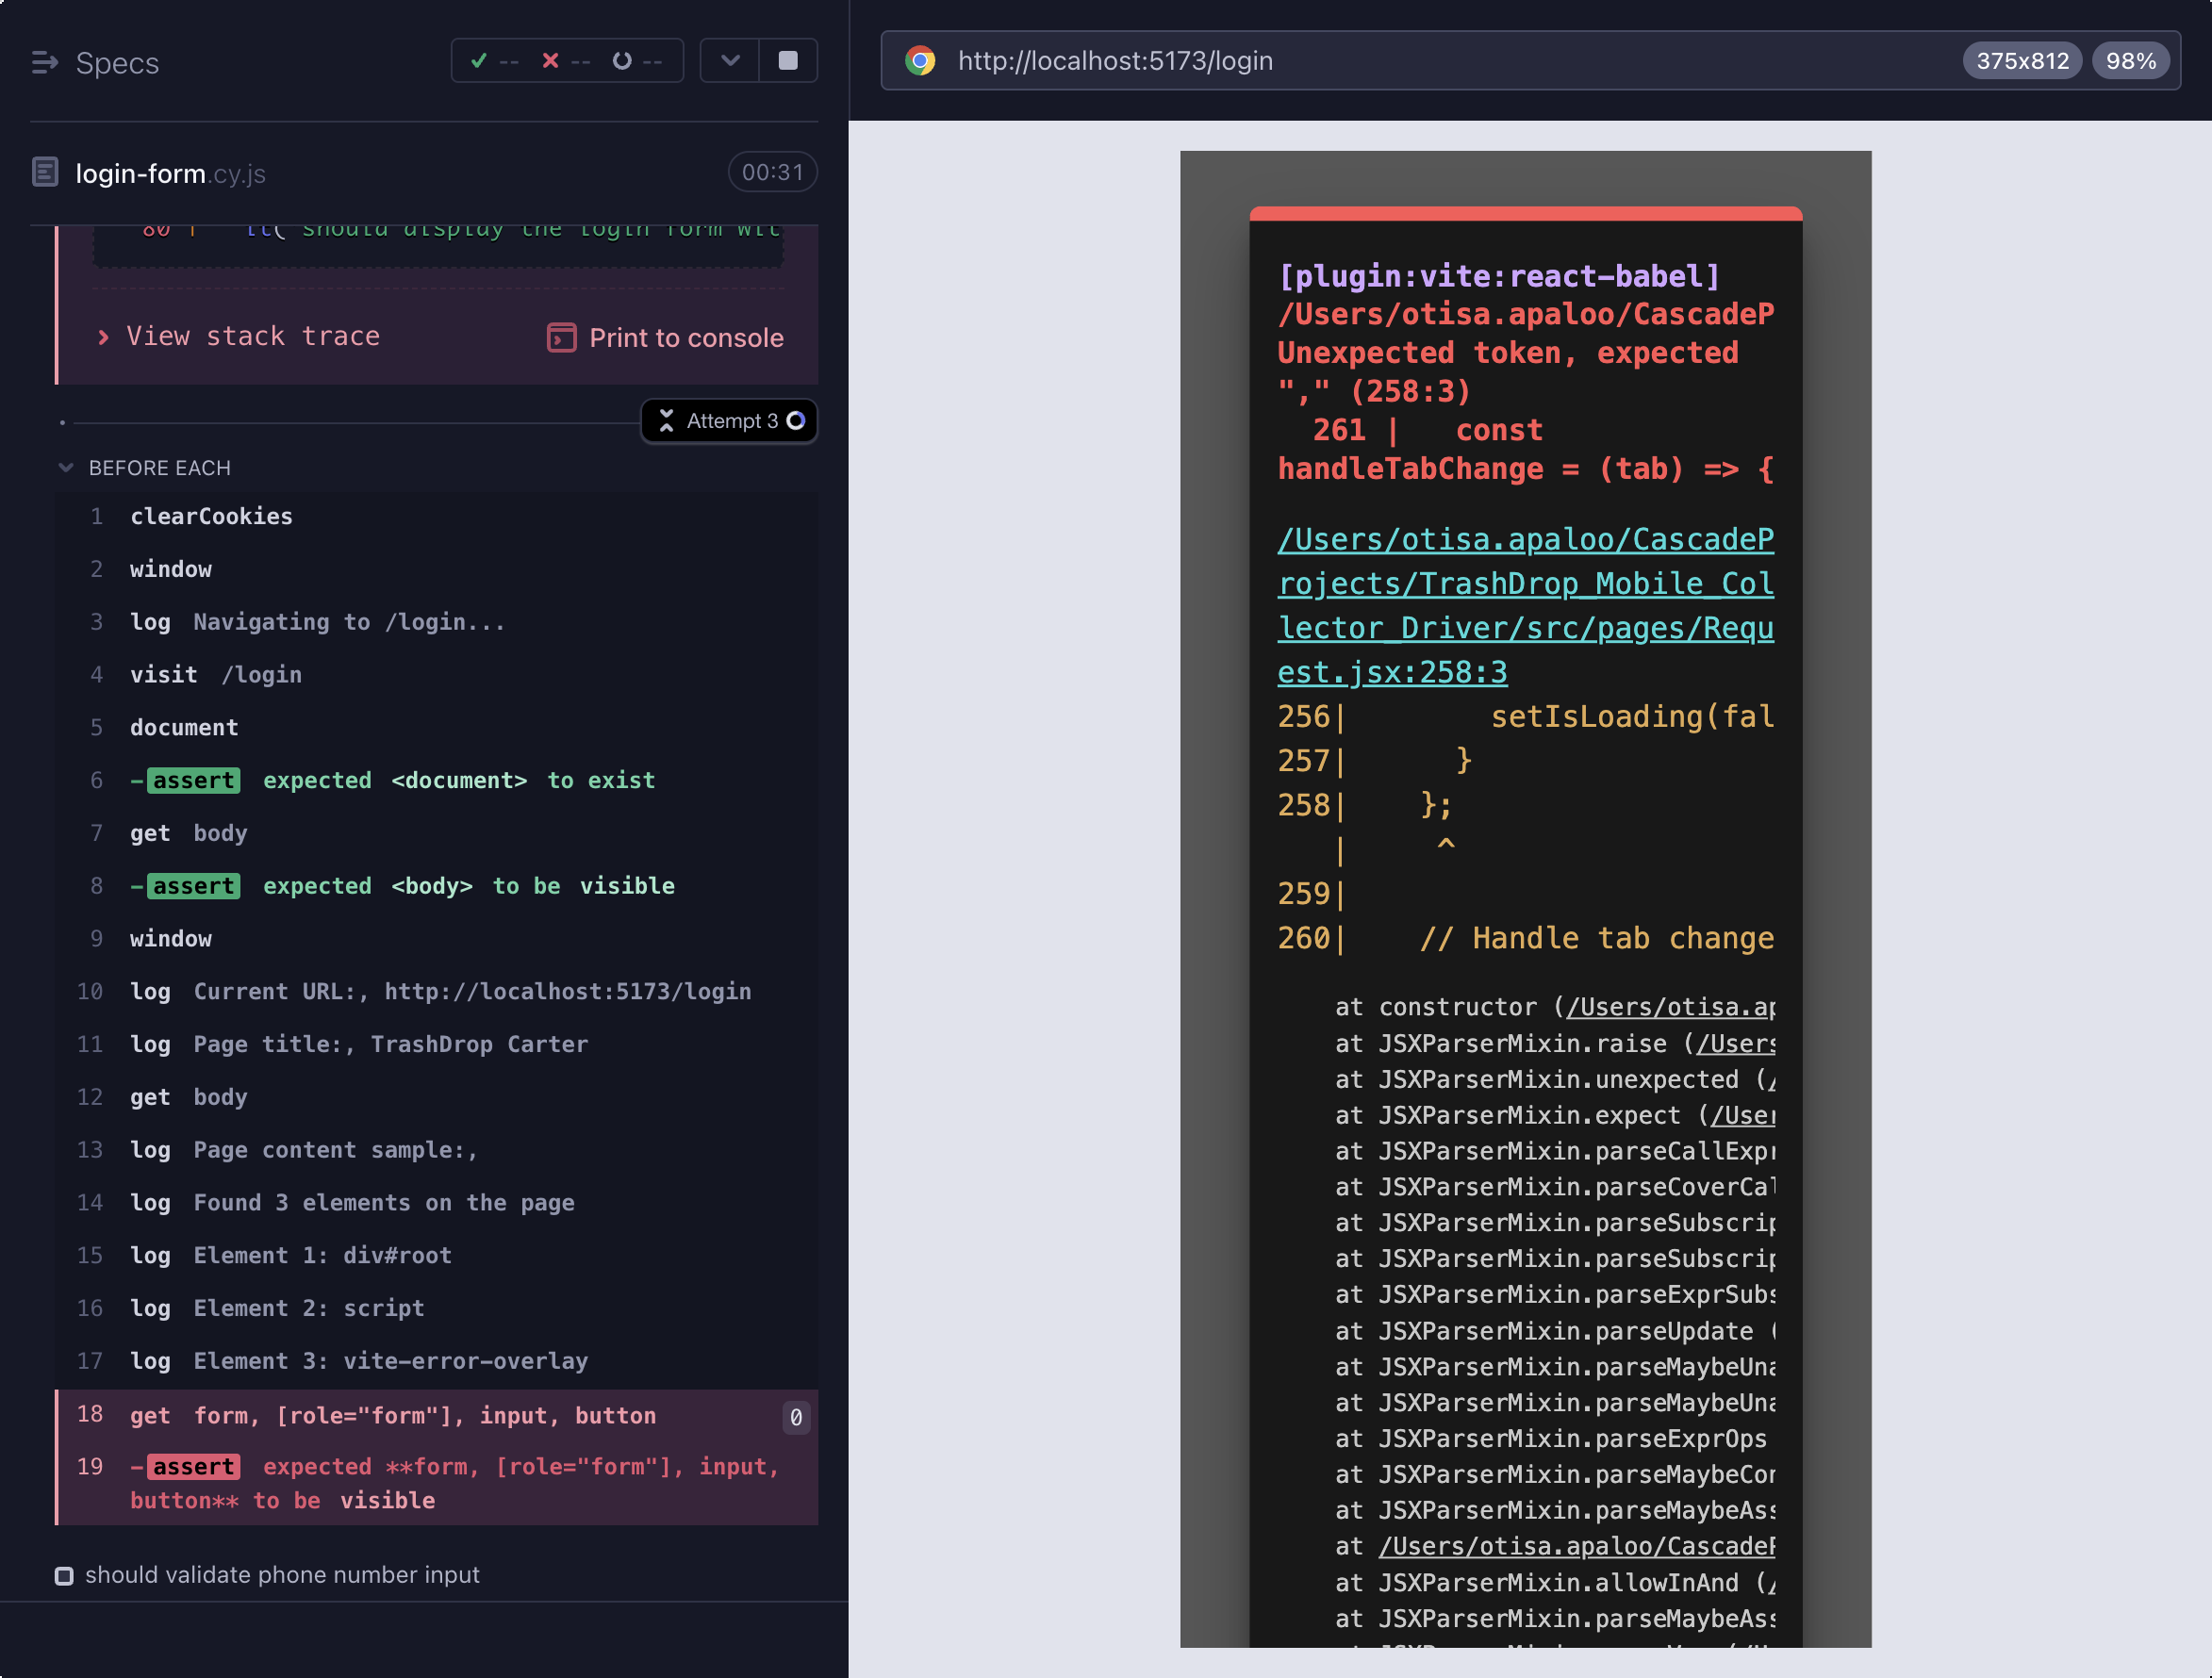 Specs
-- -- --
login-form.cy.js
00:31
80 | it('should display the login form wit
View stack trace
Print to console
Attempt 3
BEFORE EACH
1 clearCookies
2 window
3 log Navigating to /login...
4 visit /login
5 document
6 -assert expected <document> to exist
7 get body
8 -assert expected <body> to be visible
9 window
10 log Current URL:, http://localhost:5173/login
11 log Page title:, TrashDrop Carter
12 get body
13 log Page content sample:,
14 log Found 3 elements on the page
15 log Element 1: div#root
16 log Element 2: script
17 log Element 3: vite-error-overlay
18 get form, [role="form"], input, button 0
19 -assert expected **form, [role="form"], input,
button** to be visible
should validate phone number input
http://localhost:5173/login
375x812
98%
[plugin:vite:react-babel]
/Users/otisa.apaloo/CascadeP
Unexpected token, expected
"," (258:3)
261 | const
handleTabChange = (tab) => {
/Users/otisa.apaloo/CascadeP
rojects/TrashDrop_Mobile_Col
lector_Driver/src/pages/Requ
est.jsx:258:3
256| setIsLoading(fal
257| }
258| };
| ^
259|
260| // Handle tab change
at constructor (/Users/otisa.ap
at JSXParserMixin.raise (/Users
at JSXParserMixin.unexpected (/
at JSXParserMixin.expect (/User
at JSXParserMixin.parseCallExpr
at JSXParserMixin.parseCoverCal
at JSXParserMixin.parseSubscrip
at JSXParserMixin.parseSubscrip
at JSXParserMixin.parseExprSubs
at JSXParserMixin.parseUpdate (
at JSXParserMixin.parseMaybeUna
at JSXParserMixin.parseMaybeUna
at JSXParserMixin.parseExprOps
at JSXParserMixin.parseMaybeCon
at JSXParserMixin.parseMaybeAss
at /Users/otisa.apaloo/CascadeP
at JSXParserMixin.allowInAnd (/
at JSXParserMixin.parseMaybeAss